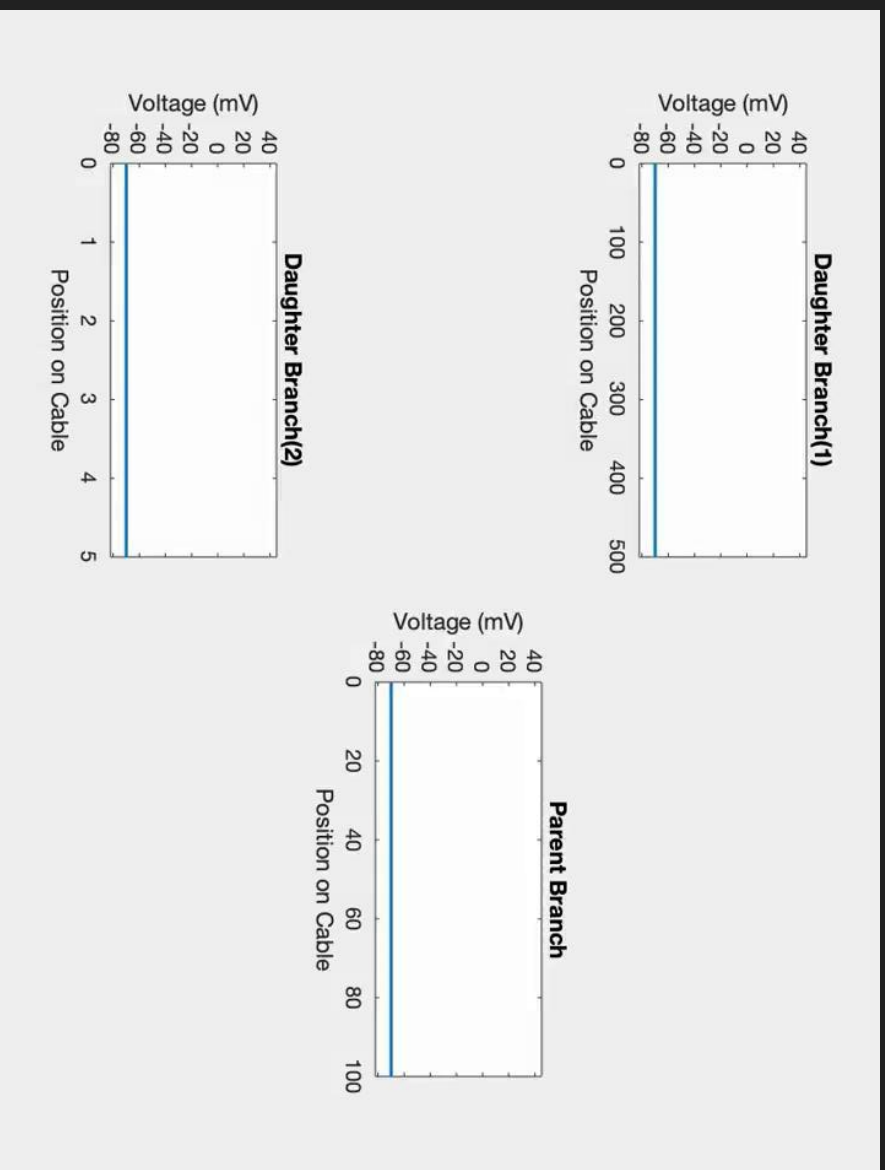 Daughter Branch(1)
Voltage (mV)
40
20
0
-20
-40
-60
-80
0 100 200 300 400 500
Position on Cable
Parent Branch
Voltage (mV)
40
20
0
-20
-40
-60
-80
0 20 40 60 80 100
Position on Cable
Daughter Branch(2)
Voltage (mV)
40
20
0
-20
-40
-60
-80
0 1 2 3 4 5
Position on Cable